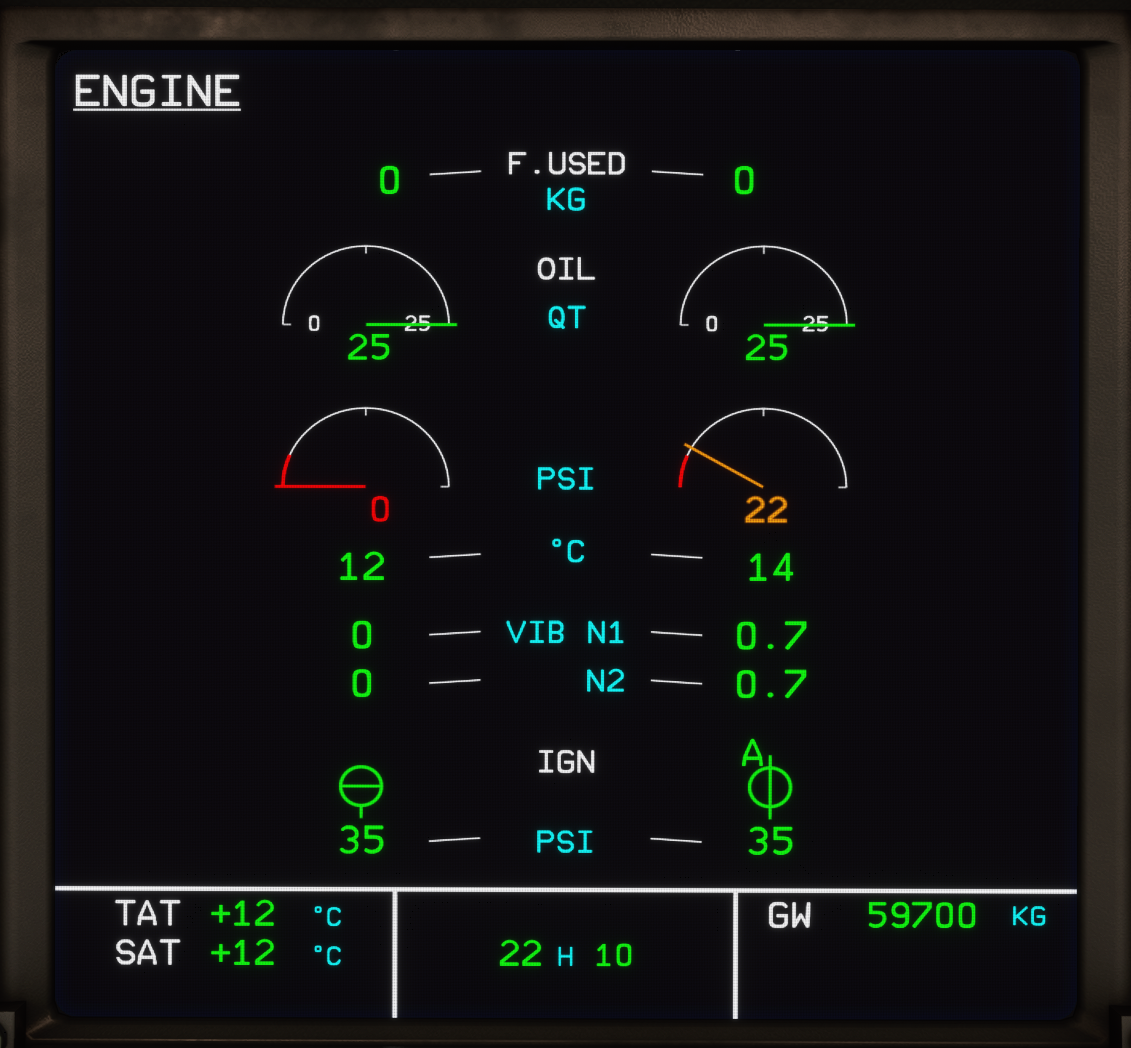 ENGINE
0 F.USED 0
KG
OIL
0 25 QT 0 25
25 25
PSI
0 22
12 °C 14
0 VIB N1 0.7
0 N2 0.7
IGN A
35 PSI 35
TAT +12 °C GW 59700 KG
SAT +12 °C 22 H 10